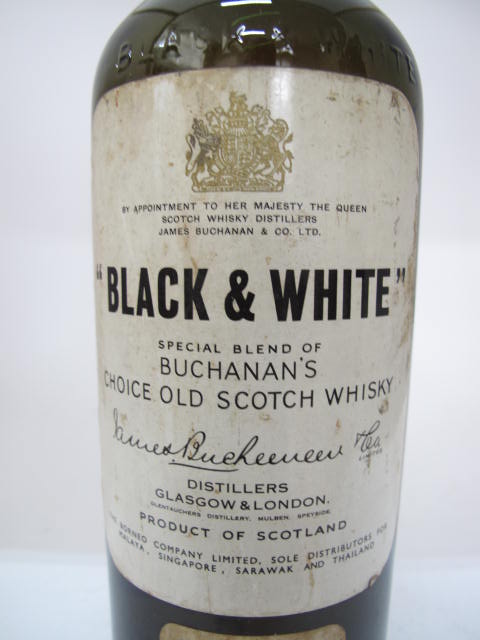 BLACK & WHITE
BY APPOINTMENT TO HER MAJESTY THE QUEEN
SCOTCH WHISKY DISTILLERS
JAMES BUCHANAN & CO. LTD.
"BLACK & WHITE"
SPECIAL BLEND OF
BUCHANAN'S
CHOICE OLD SCOTCH WHISKY
James Buchanan & Co.
LIMITED
DISTILLERS
GLASGOW & LONDON.
GLENTAUCHERS DISTILLERY, MULBEN, SPEYSIDE.
PRODUCT OF SCOTLAND
THE BORNEO COMPANY LIMITED, SOLE DISTRIBUTORS FOR
MALAYA, SINGAPORE, SARAWAK AND THAILAND